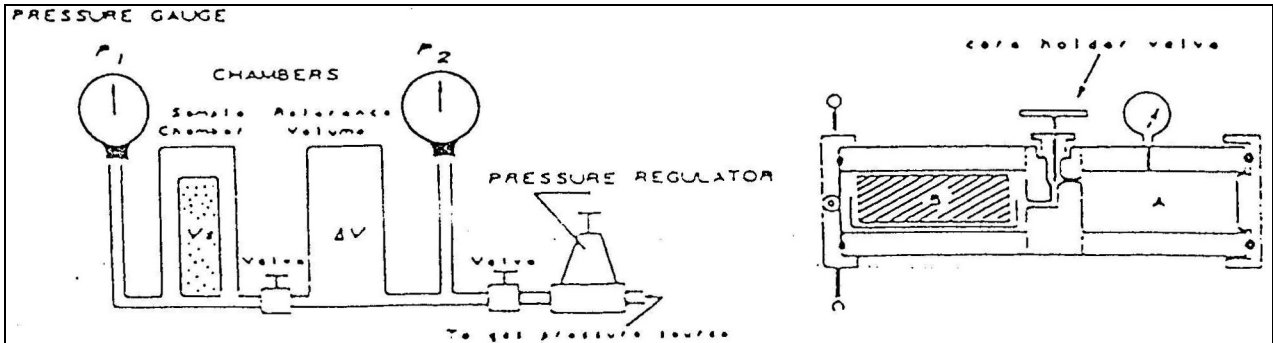 PRESSURE GAUGE
P1
P2
CHAMBERS
Sample
Chamber
Reference
Volume
PRESSURE REGULATOR
Vs
ΔV
Valve
Valve
To gas pressure source
core holder valve
B
A